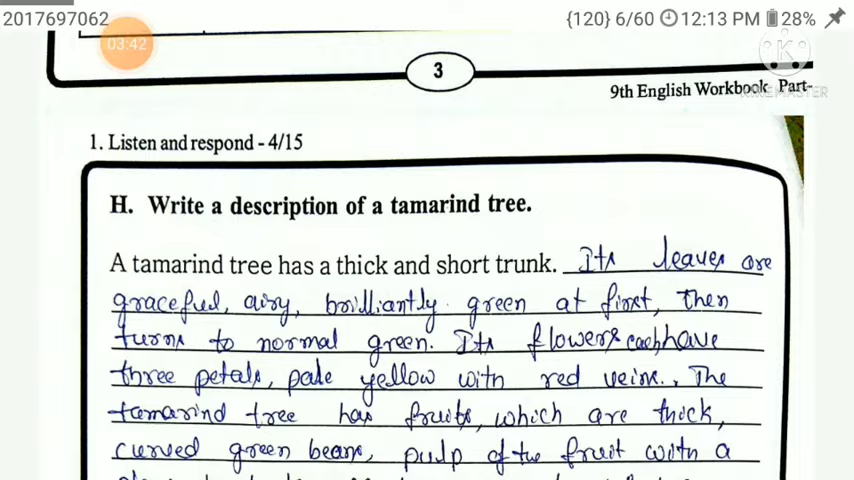 2017697062
{120} 6/60 12:13 PM 28%
03:42
3
9th English Workbook Part-
1. Listen and respond - 4/15
H. Write a description of a tamarind tree.
A tamarind tree has a thick and short trunk. Its leaves are
graceful, airy, brilliantly green at first, then
turns to normal green. Its flowers each have
three petals, pale yellow with red veins. The
tamarind tree has fruits, which are thick,
curved green beans, pulp of the fruit with a